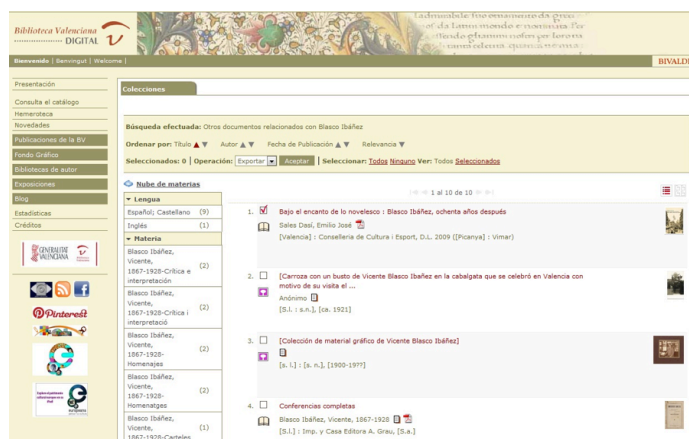 Biblioteca Valenciana
DIGITAL
Bienvenido | Benvingut | Welcome |
BIVALDI
Presentación
Consulta el catálogo
Hemeroteca
Novedades
Publicaciones de la BV
Fondo Gráfico
Bibliotecas de autor
Exposiciones
Blog
Estadísticas
Créditos
GENERALITAT
VALENCIANA
Pinterest
Colecciones
Búsqueda efectuada: Otros documentos relacionados con Blasco Ibáñez
Ordenar por: Título Autor Fecha de Publicación Relevancia
Seleccionados: 0 | Operación: Exportar Aceptar | Seleccionar: Todos Ninguno Ver: Todos Seleccionados
Nube de materias
Lengua
Español; Castellano (9)
Inglés (1)
Materia
Blasco Ibáñez,
Vicente,
1867-1928-Crítica e
interpretación (2)
Blasco Ibáñez,
Vicente,
1867-1928-Crítica i
interpretació (2)
Blasco Ibáñez,
Vicente,
1867-1928-
Homenajes (2)
Blasco Ibáñez,
Vicente,
1867-1928-
Homenatges (2)
Blasco Ibáñez,
Vicente,
1867-1928-Carteles (1)
1 al 10 de 10
1. Bajo el encanto de lo novelesco : Blasco Ibáñez, ochenta años después
Sales Dasí, Emilio José
[Valencia] : Conselleria de Cultura i Esport, D.L. 2009 ([Picanya] : Vimar)
2. [Carroza con un busto de Vicente Blasco Ibañez en la cabalgata que se celebró en Valencia con
motivo de su visita el ...
Anónimo
[S.l. : s.n.], [ca. 1921]
3. [Colección de material gráfico de Vicente Blasco Ibáñez]
[s. l.] : [s. n.], [1900-19??]
4. Conferencias completas
Blasco Ibáñez, Vicente, 1867-1928
[S.l.] : Imp. y Casa Editora A. Grau, [S.a.]